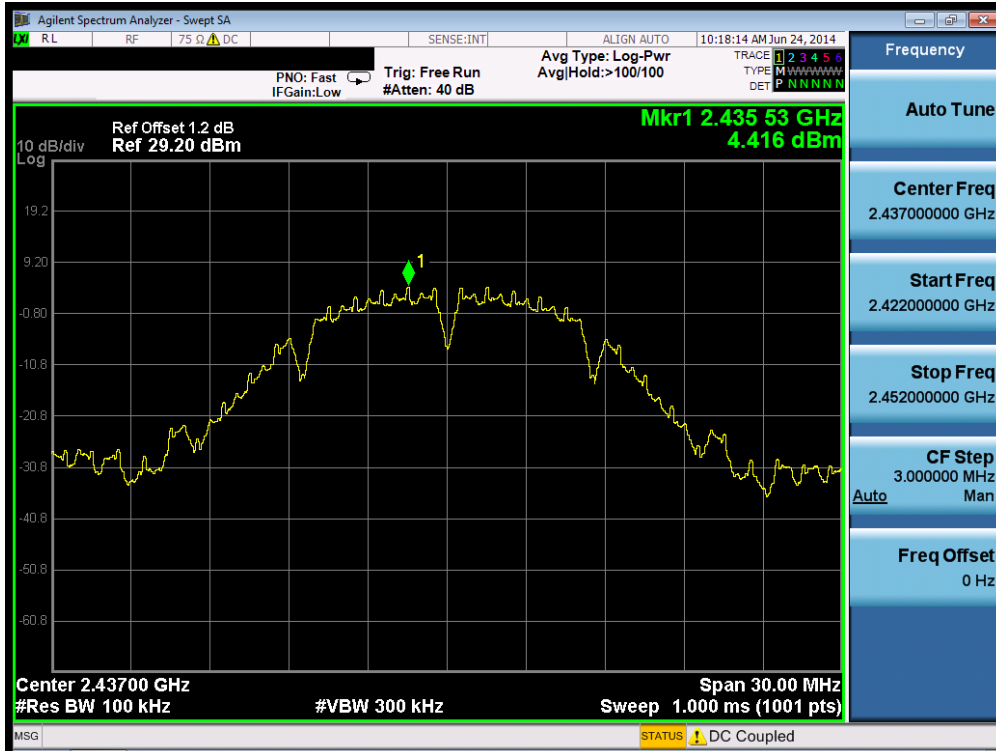 Agilent Spectrum Analyzer - Swept SA
LXI RL RF 75 Ω DC SENSE:INT ALIGN AUTO 10:18:14 AM Jun 24, 2014
Frequency
PNO: Fast
IFGain:Low
Trig: Free Run
#Atten: 40 dB
Avg Type: Log-Pwr
Avg|Hold:>100/100
TRACE 1 2 3 4 5 6
TYPE M W W W W W
DET P N N N N N
Ref Offset 1.2 dB
10 dB/div Ref 29.20 dBm
Log
Mkr1 2.435 53 GHz
4.416 dBm
1
19.2
9.20
-0.80
-10.8
-20.8
-30.8
-40.8
-50.8
-60.8
Center 2.43700 GHz
Span 30.00 MHz
#Res BW 100 kHz
#VBW 300 kHz
Sweep 1.000 ms (1001 pts)
Auto Tune
Center Freq
2.437000000 GHz
Start Freq
2.422000000 GHz
Stop Freq
2.452000000 GHz
CF Step
3.000000 MHz
Auto Man
Freq Offset
0 Hz
MSG
STATUS DC Coupled